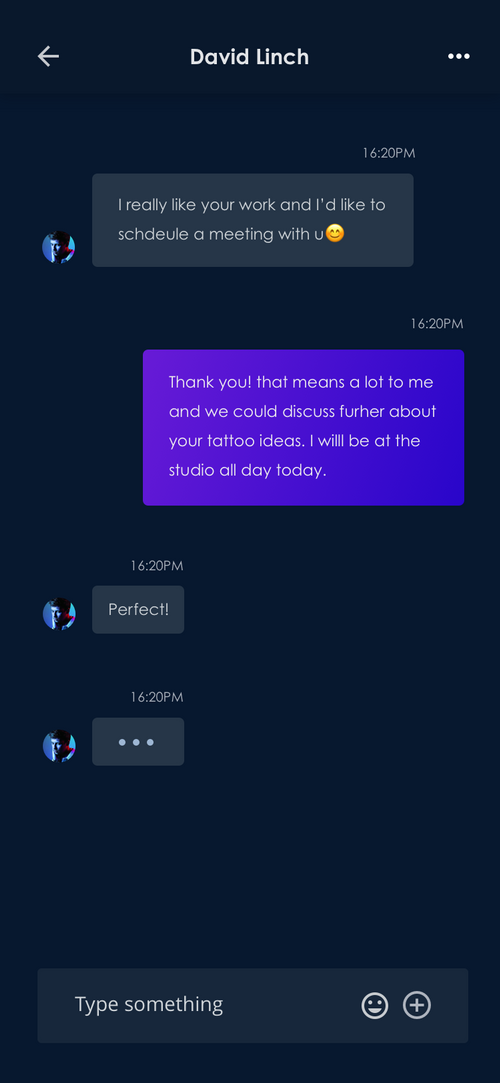 David Linch
16:20PM
I really like your work and I'd like to
schdeule a meeting with u😊
16:20PM
Thank you! that means a lot to me
and we could discuss furher about
your tattoo ideas. I willl be at the
studio all day today.
16:20PM
Perfect!
16:20PM
Type something